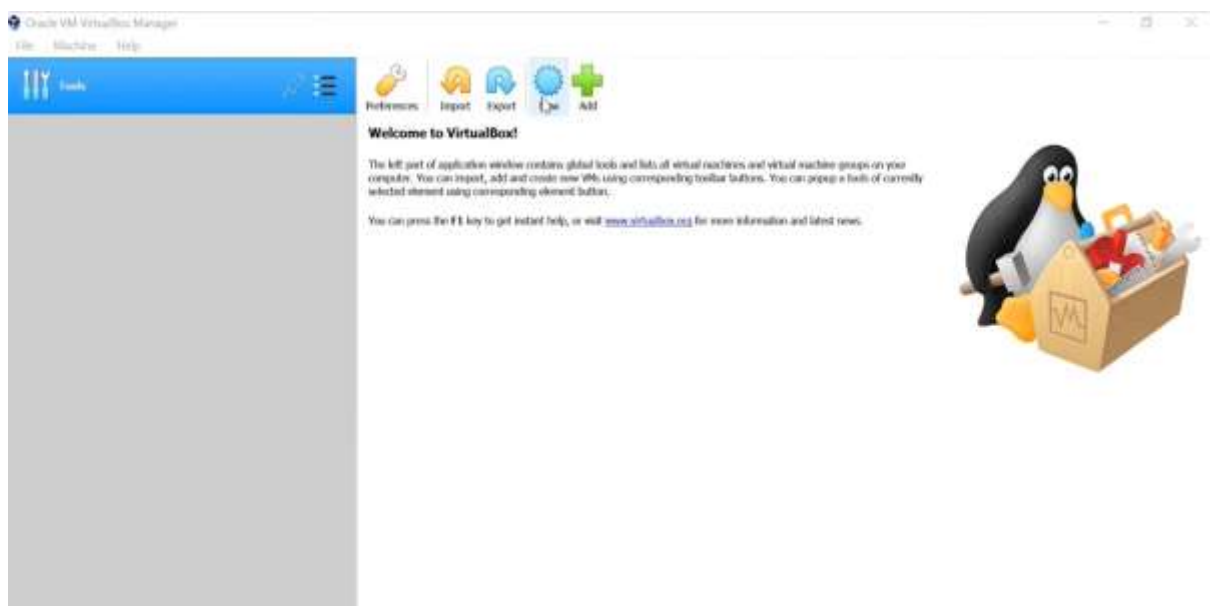 Oracle VM VirtualBox Manager
File Machine Help
Tools
Preferences Import Export Add
Welcome to VirtualBox!
The left part of application window contains global tools and lists all virtual machines and virtual machine groups on your
computer. You can import, add and create new VMs using corresponding toolbar buttons. You can popup a tools of currently
selected element using corresponding element button.
You can press the F1 key to get instant help, or visit www.virtualbox.org for more information and latest news.